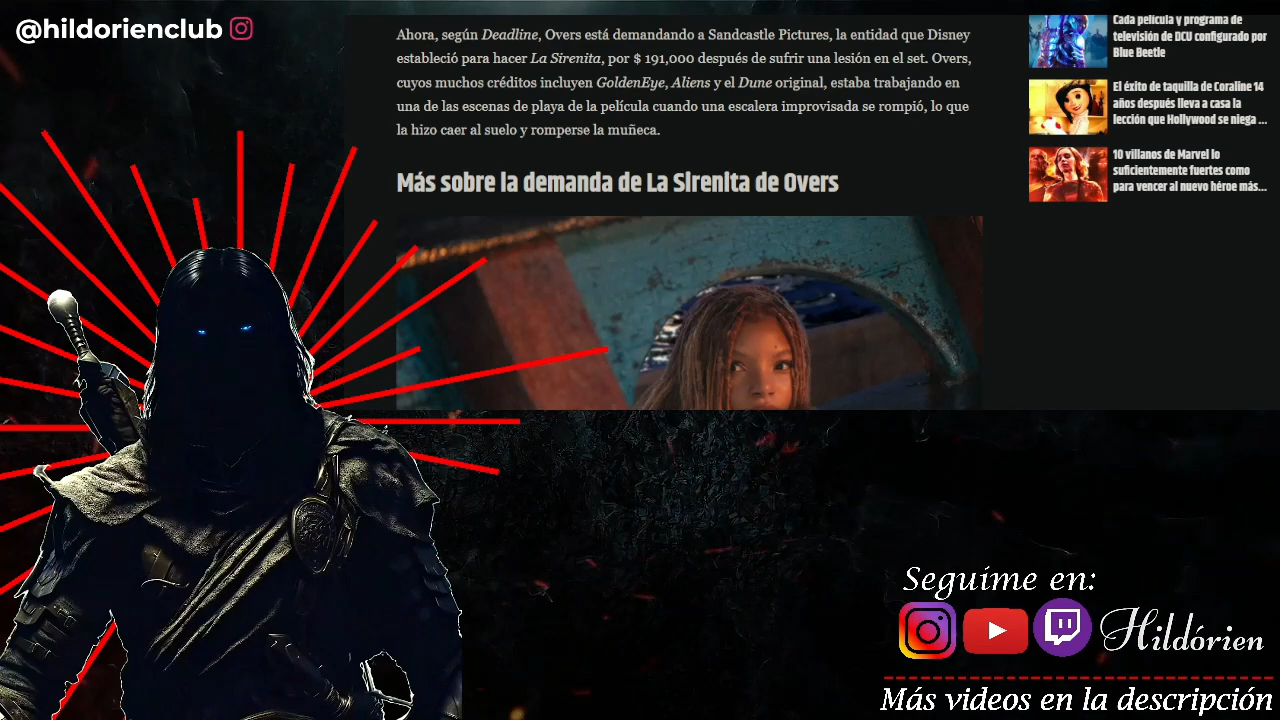 @hildorienclub
Ahora, según Deadline, Overs está demandando a Sandcastle Pictures, la entidad que Disney
estableció para hacer La Sirenita, por $ 191,000 después de sufrir una lesión en el set. Overs,
cuyos muchos créditos incluyen GoldenEye, Aliens y el Dune original, estaba trabajando en
una de las escenas de playa de la película cuando una escalera improvisada se rompió, lo que
la hizo caer al suelo y romperse la muñeca.
Más sobre la demanda de La Sirenita de Overs
Cada película y programa de
televisión de DCU configurado por
Blue Beetle
El éxito de taquilla de Coraline 14
años después lleva a casa la
lección que Hollywood se niega ...
10 villanos de Marvel lo
suficientemente fuertes como
para vencer al nuevo héroe más...
Seguíme en:
Hildórien
Más videos en la descripción